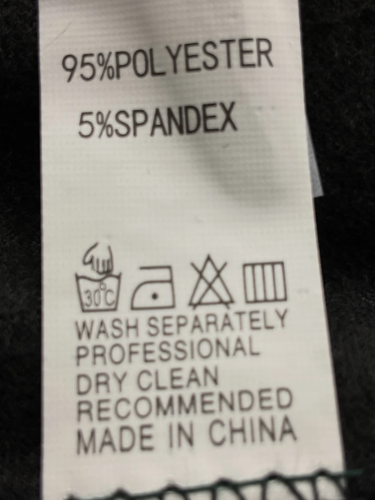 95%POLYESTER
5%SPANDEX
30°C
WASH SEPARATELY
PROFESSIONAL
DRY CLEAN
RECOMMENDED
MADE IN CHINA